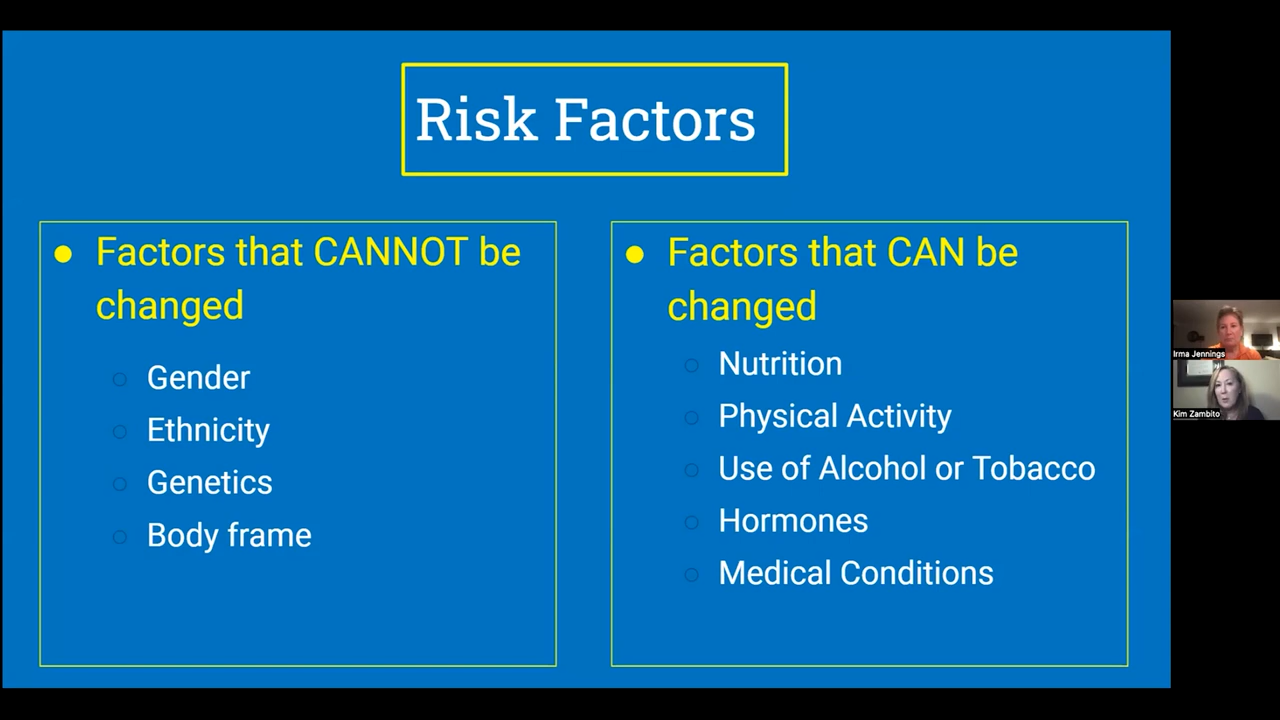 Risk Factors
● Factors that CANNOT be
changed
○ Gender
○ Ethnicity
○ Genetics
○ Body frame
● Factors that CAN be
changed
○ Nutrition
○ Physical Activity
○ Use of Alcohol or Tobacco
○ Hormones
○ Medical Conditions
Irma Jennings
Kim Zambito